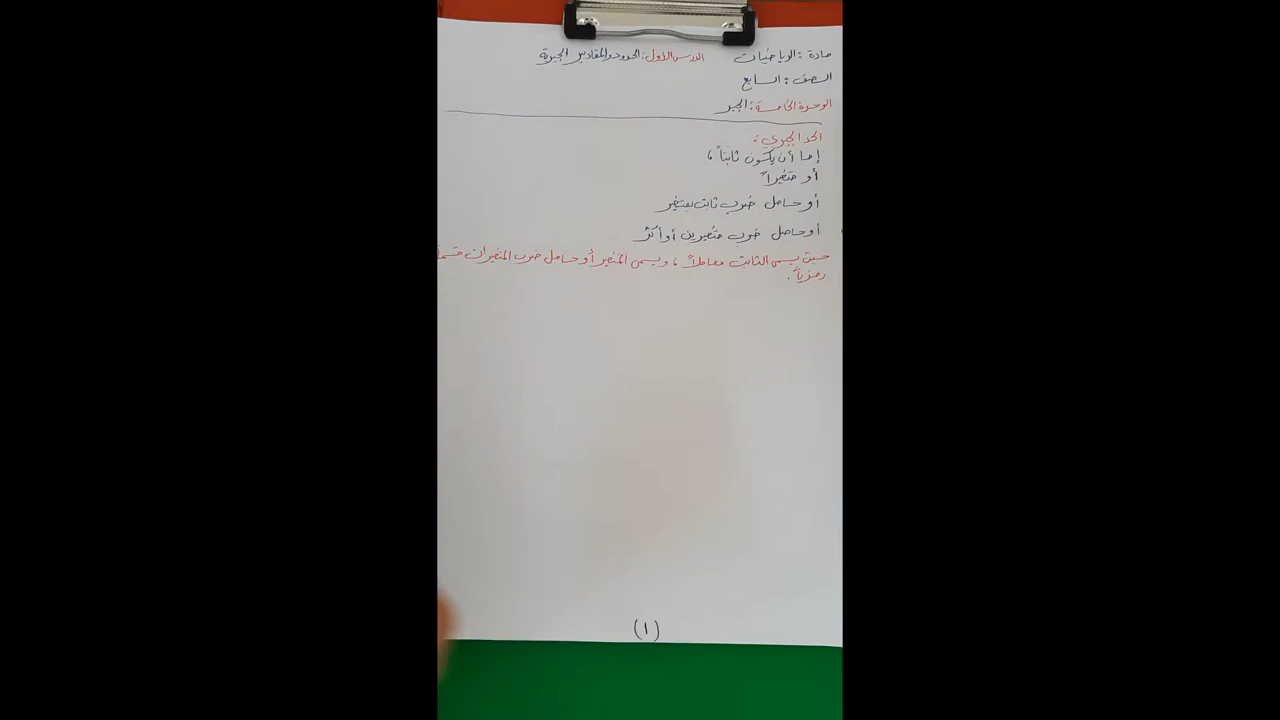 مادة : الرياضيات الدرس الاول : الحدود والمقادير الجبرية
الصف : السابع
الوحدة الخامسة : الجبر
الحد الجبري :
إما أن يكون ثابتاً ،
أو متغيراً
أو حاصل ضرب ثابت بمتغير
أو حاصل ضرب متغيرين أو أكثر
حيث يسمى الثابت معاملاً ، ويسمى المتغير أو حاصل ضرب المتغيرات قسماً
رمزياً .
(١)